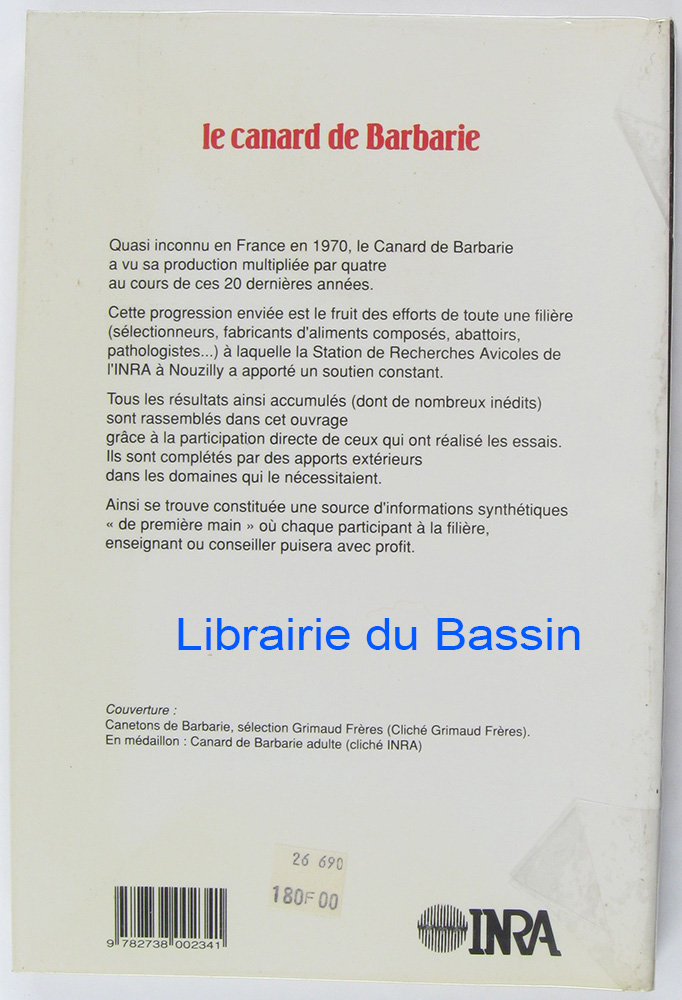 le canard de Barbarie
Quasi inconnu en France en 1970, le Canard de Barbarie
a vu sa production multipliée par quatre
au cours de ces 20 dernières années.
Cette progression enviée est le fruit des efforts de toute une filière
(sélectionneurs, fabricants d'aliments composés, abattoirs,
pathologistes...) à laquelle la Station de Recherches Avicoles de
l'INRA à Nouzilly a apporté un soutien constant.
Tous les résultats ainsi accumulés (dont de nombreux inédits)
sont rassemblés dans cet ouvrage
grâce à la participation directe de ceux qui ont réalisé les essais.
Ils sont complétés par des apports extérieurs
dans les domaines qui le nécessitaient.
Ainsi se trouve constituée une source d'informations synthétiques
« de première main » où chaque participant à la filière,
enseignant ou conseiller puisera avec profit.
Librairie du Bassin
Couverture :
Canetons de Barbarie, sélection Grimaud Frères (Cliché Grimaud Frères).
En médaillon : Canard de Barbarie adulte (cliché INRA)
26 690
180F00
9 782738 002341
INRA